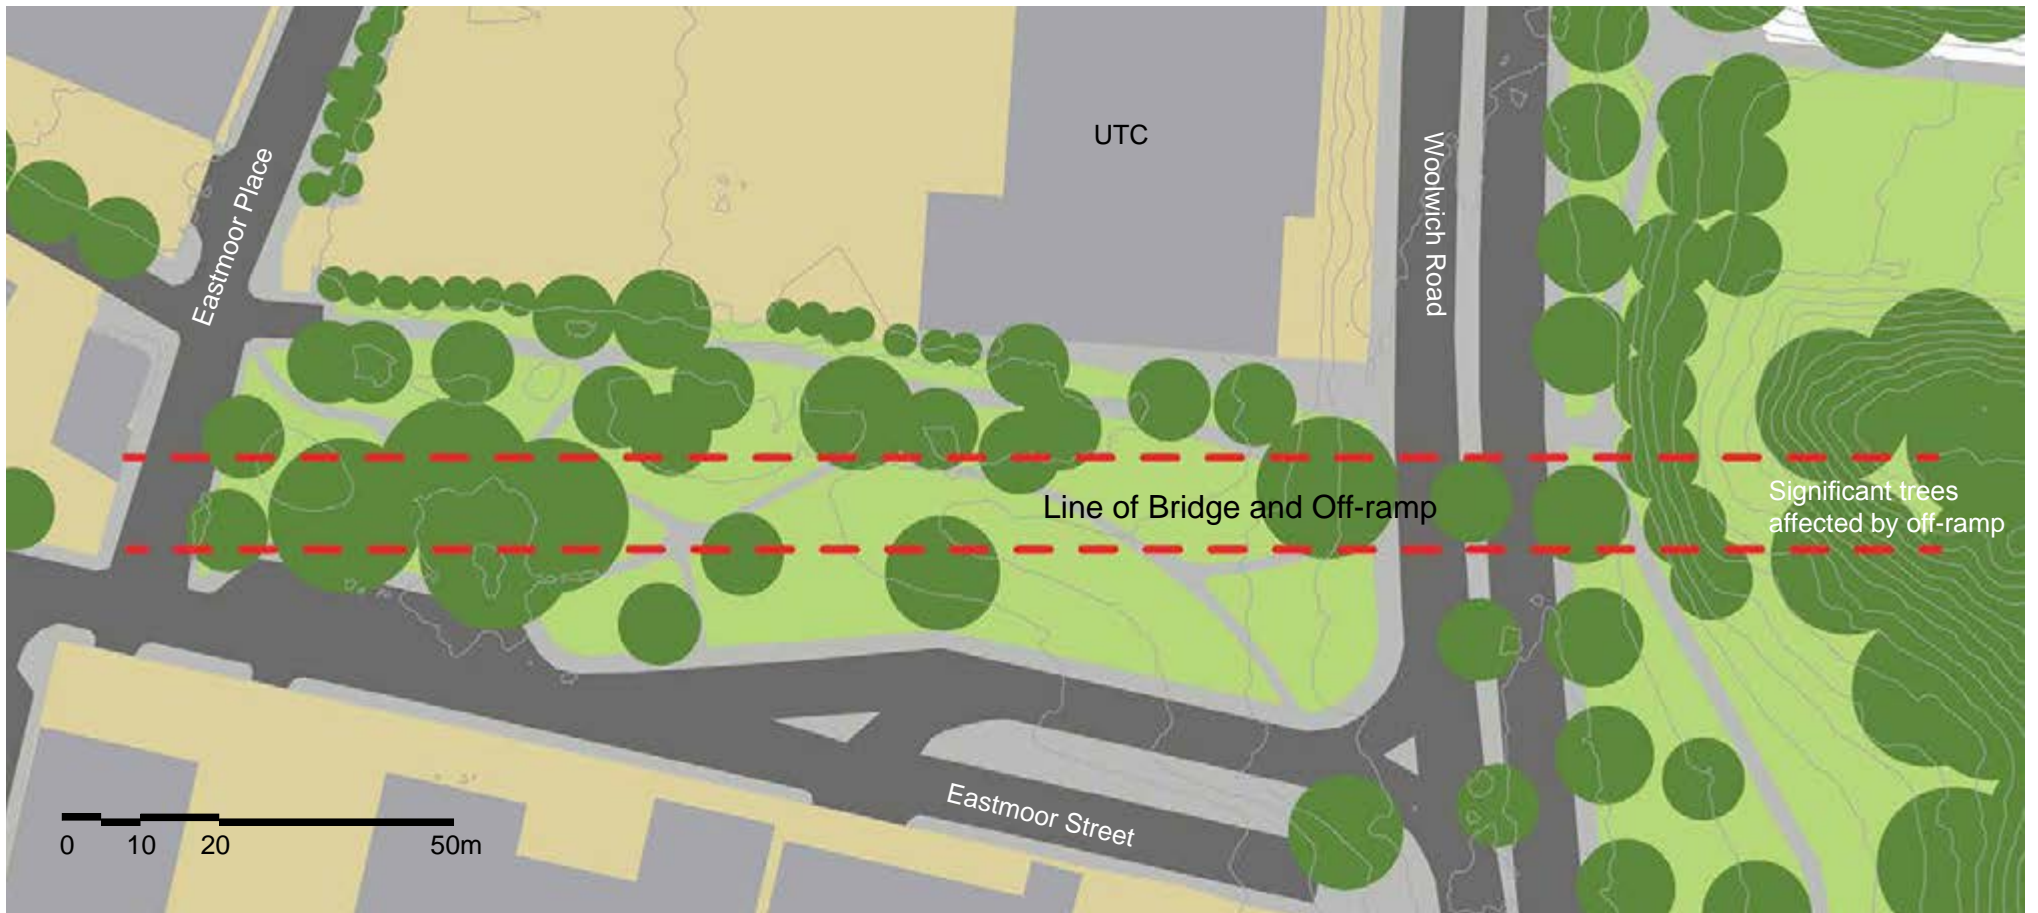 UTC
Eastmoor Place
Woolwich Road
Line of Bridge and Off-ramp
Significant trees
affected by off-ramp
Eastmoor Street
0 10 20 50m